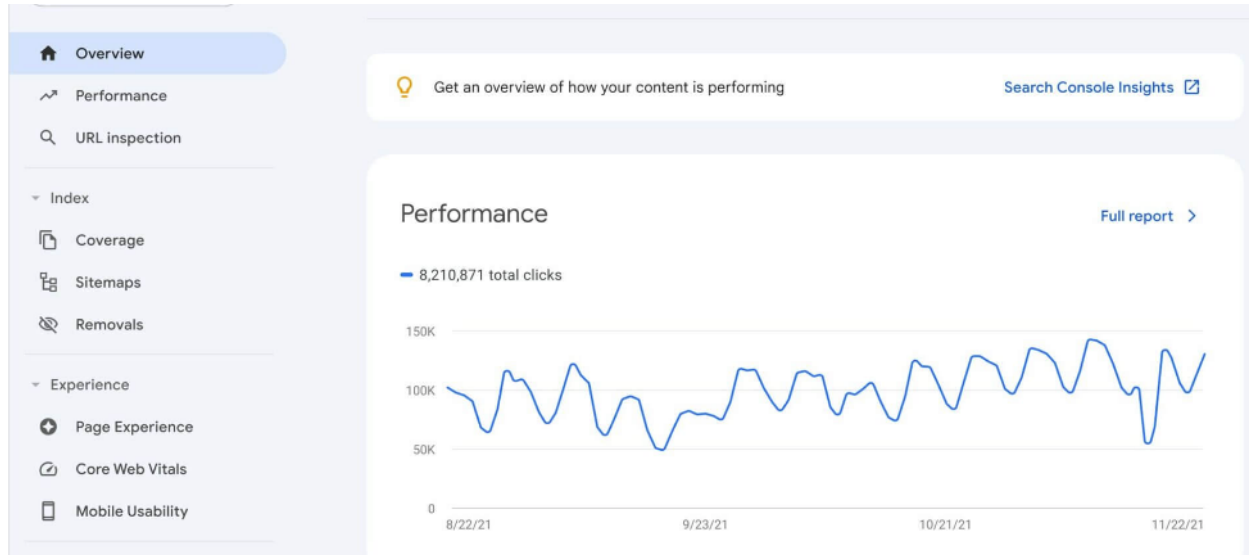 Overview
Performance
URL inspection
Index
Coverage
Sitemaps
Removals
Experience
Page Experience
Core Web Vitals
Mobile Usability
Get an overview of how your content is performing
Search Console Insights
Performance
Full report
8,210,871 total clicks
150K
100K
50K
0
8/22/21 9/23/21 10/21/21 11/22/21